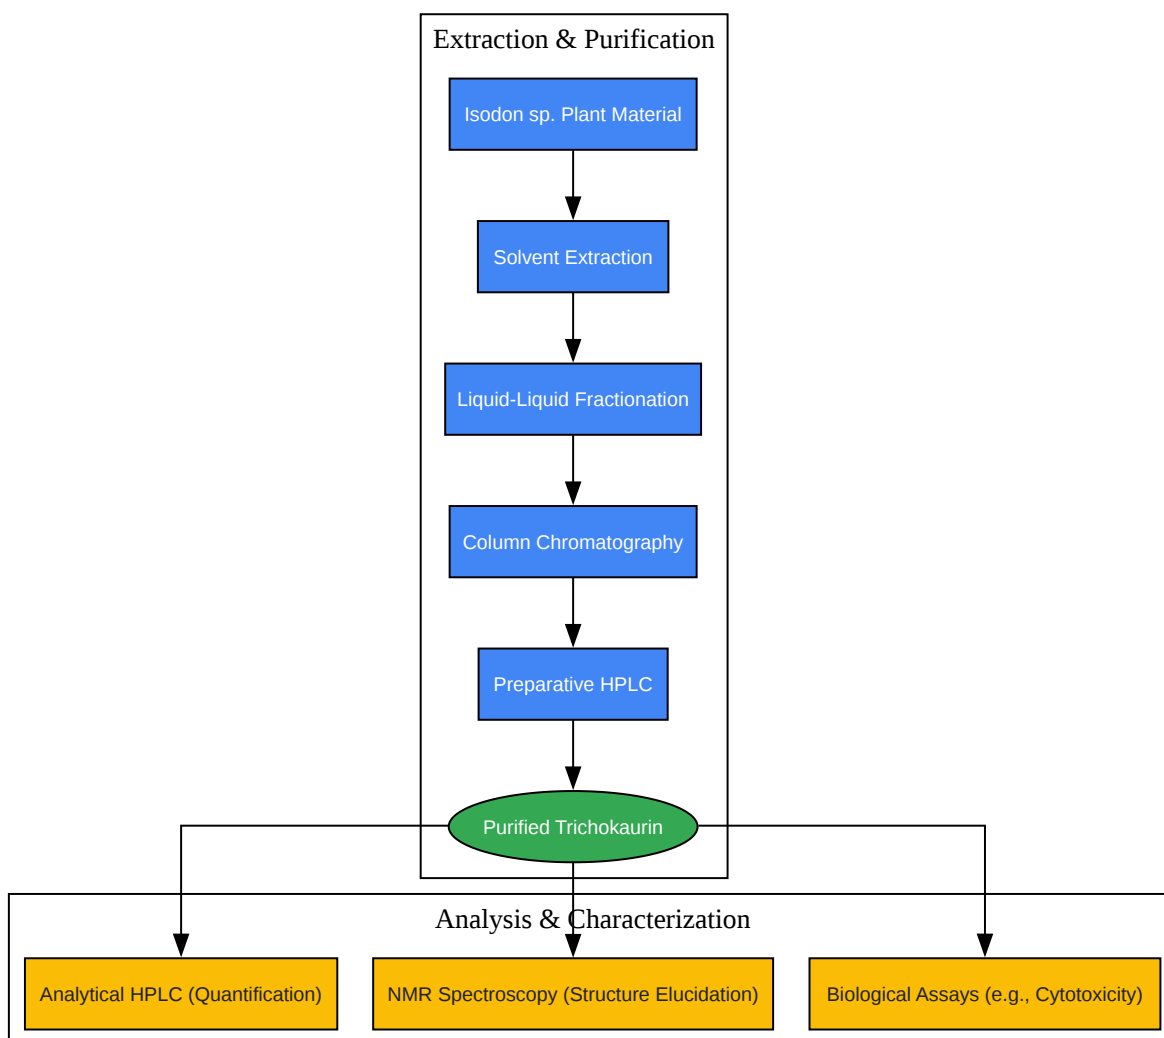 Extraction & Purification
Isodon sp. Plant Material
Solvent Extraction
Liquid-Liquid Fractionation
Column Chromatography
Preparative HPLC
Purified Trichokaurin
Analysis & Characterization
Analytical HPLC (Quantification)
NMR Spectroscopy (Structure Elucidation)
Biological Assays (e.g., Cytotoxicity)